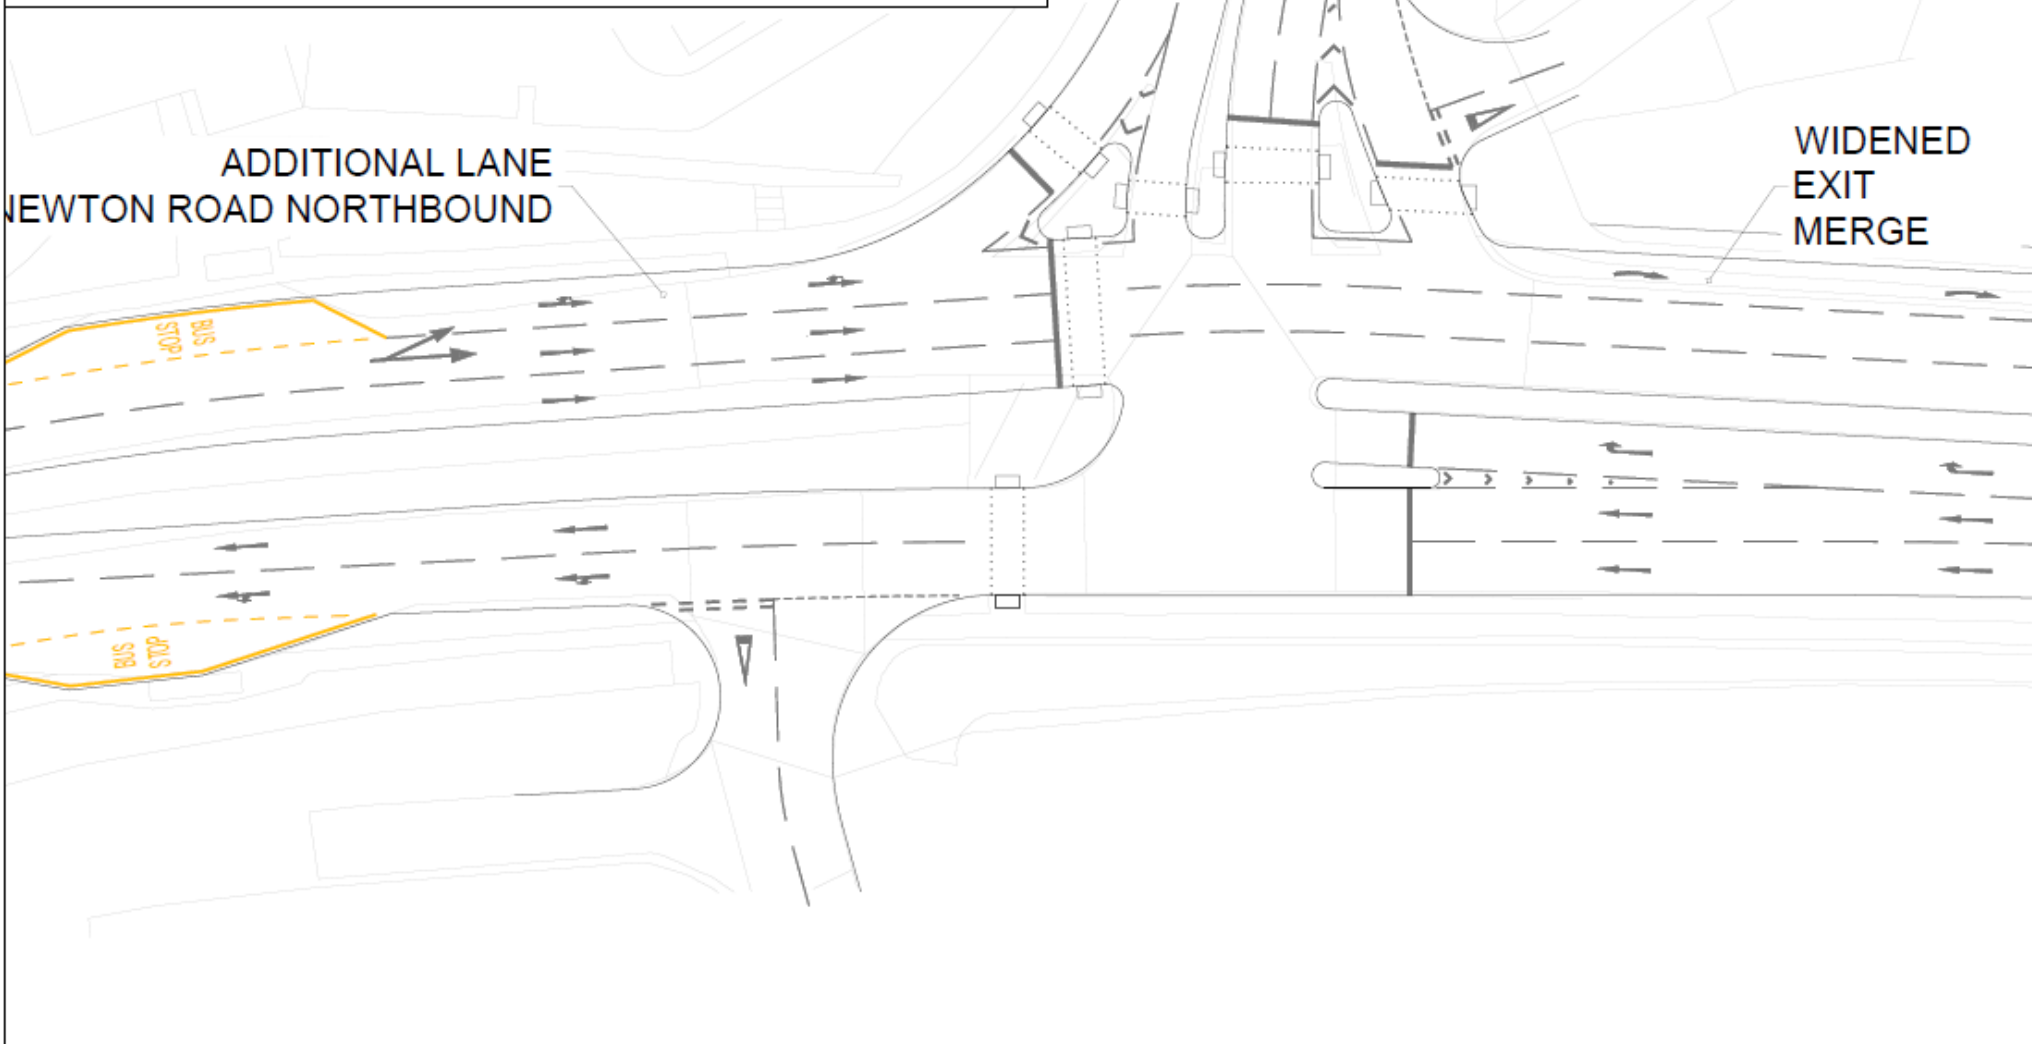 ADDITIONAL LANE
NEWTON ROAD NORTHBOUND
WIDENED
EXIT
MERGE
BUS
STOP
BUS
STOP